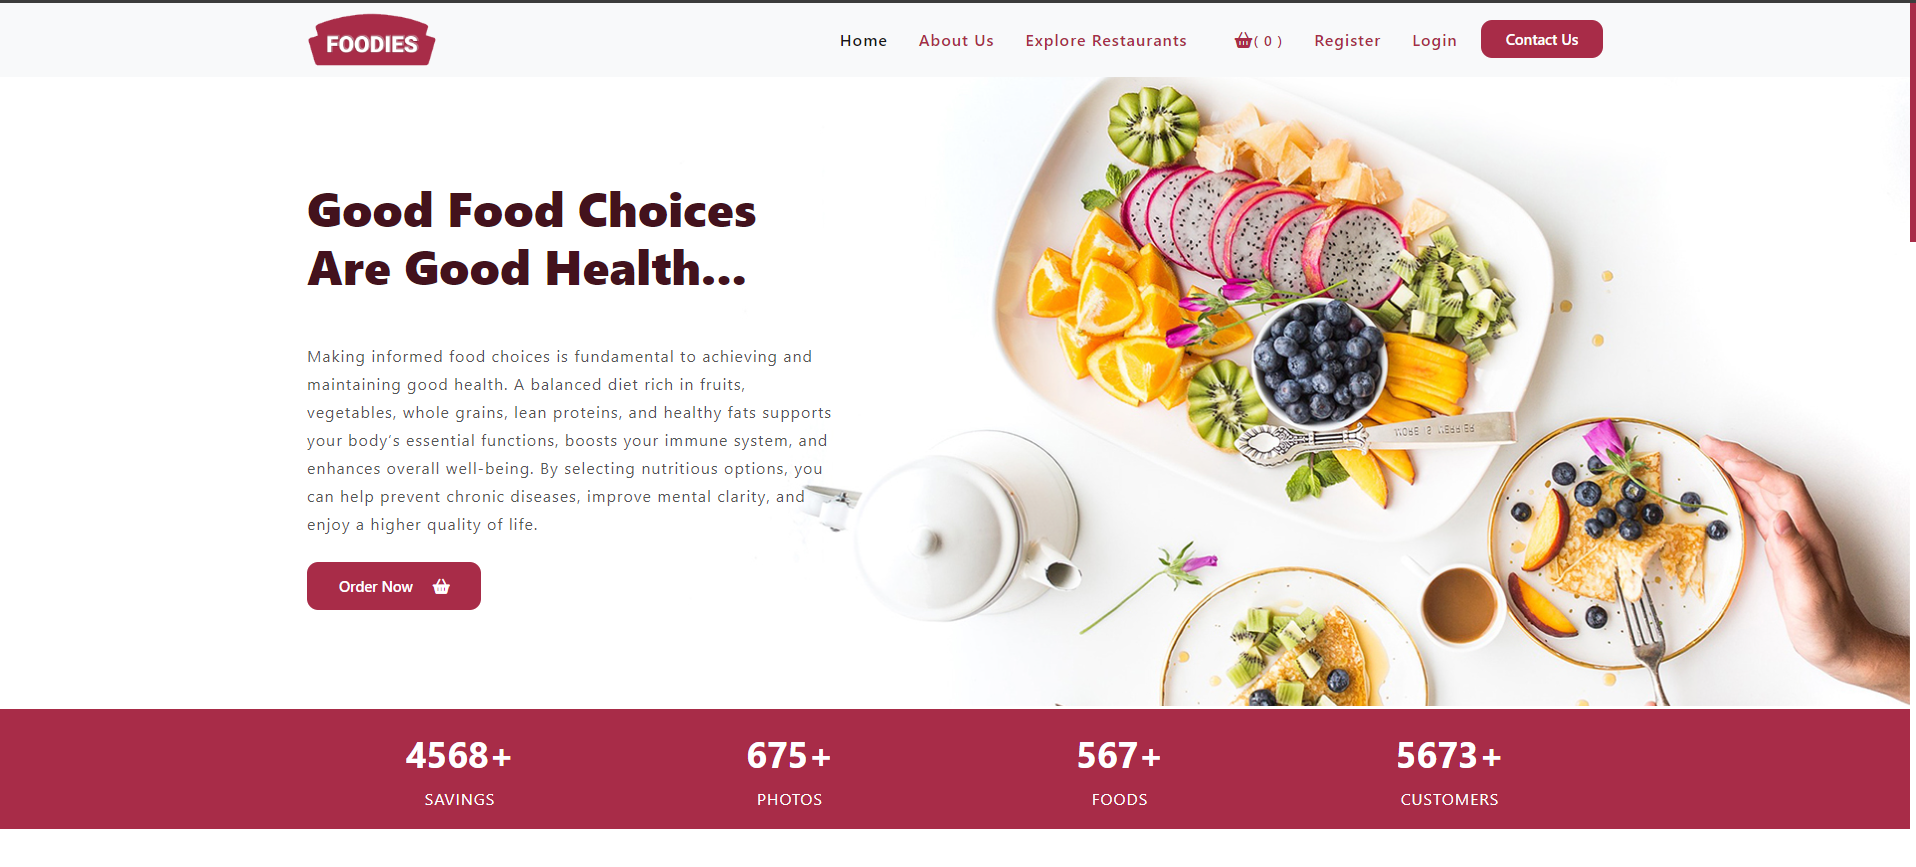 FOODIES
Home About Us Explore Restaurants ( 0 ) Register Login Contact Us
Good Food Choices
Are Good Health...
Making informed food choices is fundamental to achieving and
maintaining good health. A balanced diet rich in fruits,
vegetables, whole grains, lean proteins, and healthy fats supports
your body's essential functions, boosts your immune system, and
enhances overall well-being. By selecting nutritious options, you
can help prevent chronic diseases, improve mental clarity, and
enjoy a higher quality of life.
Order Now
4568+ 675+ 567+ 5673+
SAVINGS PHOTOS FOODS CUSTOMERS